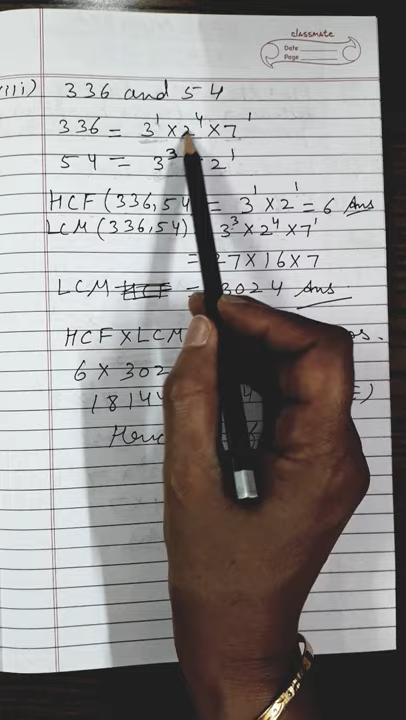 classmate
Date
Page
iii) 336 and 54
336 = 3¹ × 2⁴ × 7¹
54 = 3³ × 2¹
HCF (336, 54 = 3¹ × 2¹ = 6 Ans
LCM (336, 54) 3³ × 2⁴ × 7¹
= 27 × 16 × 7
LCM = 3024 Ans
HCF × LCM
6 × 302
1814